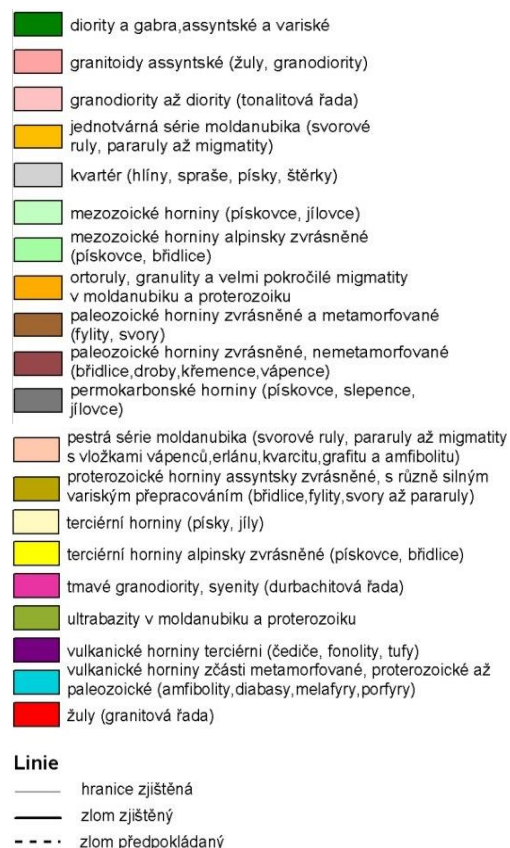 diority a gabra,assyntské a variské
granitoidy assyntské (žuly, granodiority)
granodiority až diority (tonalitová řada)
jednotvárná série moldanubika (svorové
ruly, pararuly až migmatity)
kvartér (hlíny, spraše, písky, štěrky)
mezozoické horniny (pískovce, jílovce)
mezozoické horniny alpinsky zvrásněné
(pískovce, břidlice)
ortoruly, granulity a velmi pokročilé migmatity
v moldanubiku a proterozoiku
paleozoické horniny zvrásněné a metamorfované
(fylity, svory)
paleozoické horniny zvrásněné, nemetamorfované
(břidlice,droby,křemence,vápence)
permokarbonské horniny (pískovce, slepence,
jílovce)
pestrá série moldanubika (svorové ruly, pararuly až migmatity
s vložkami vápenců,erlánu,kvarcitu,grafitu a amfibolitu)
proterozoické horniny assyntsky zvrásněné, s různě silným
variským přepracováním (břidlice,fylity,svory až pararuly)
terciérní horniny (písky, jíly)
terciérní horniny alpinsky zvrásněné (pískovce, břidlice)
tmavé granodiority, syenity (durbachitová řada)
ultrabazity v moldanubiku a proterozoiku
vulkanické horniny terciérni (čediče, fonolity, tufy)
vulkanické horniny zčásti metamorfované, proterozoické až
paleozoické (amfibolity,diabasy,melafyry,porfyry)
žuly (granitová řada)
Linie
hranice zjištěná
zlom zjištěný
zlom předpokládaný